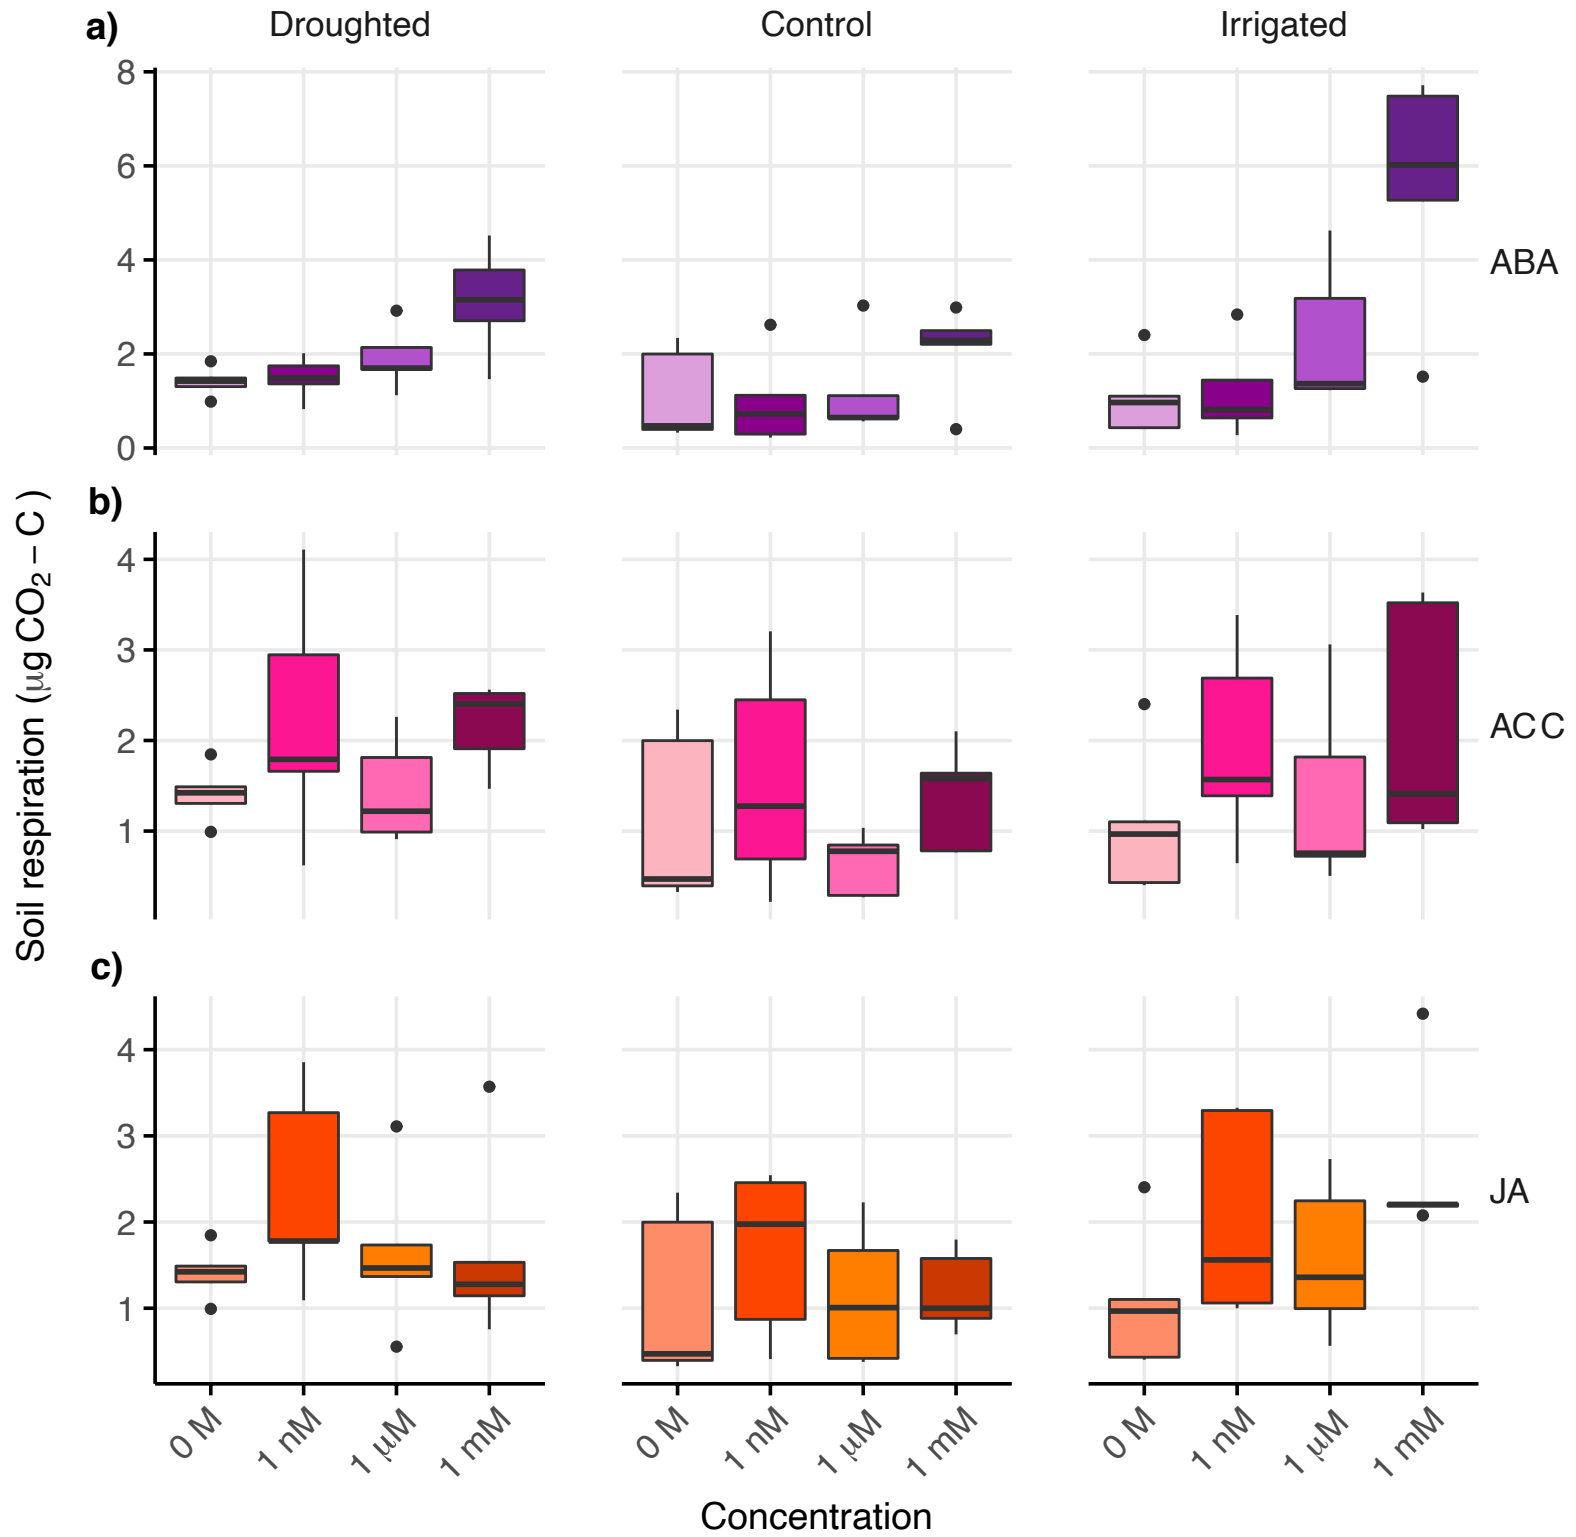 a)
Droughted
Control
Irrigated
8
6
4
2
0
ABA
Soil respiration (μg CO₂ – C )
b)
4
3
2
1
ACC
c)
4
3
2
1
JA
0 M
1 nM
1 μM
1 mM
0 M
1 nM
1 μM
1 mM
0 M
1 nM
1 μM
1 mM
Concentration